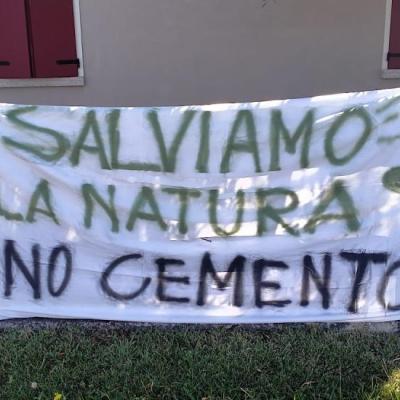 SALVIAMO
LA NATURA
NO CEMENTO